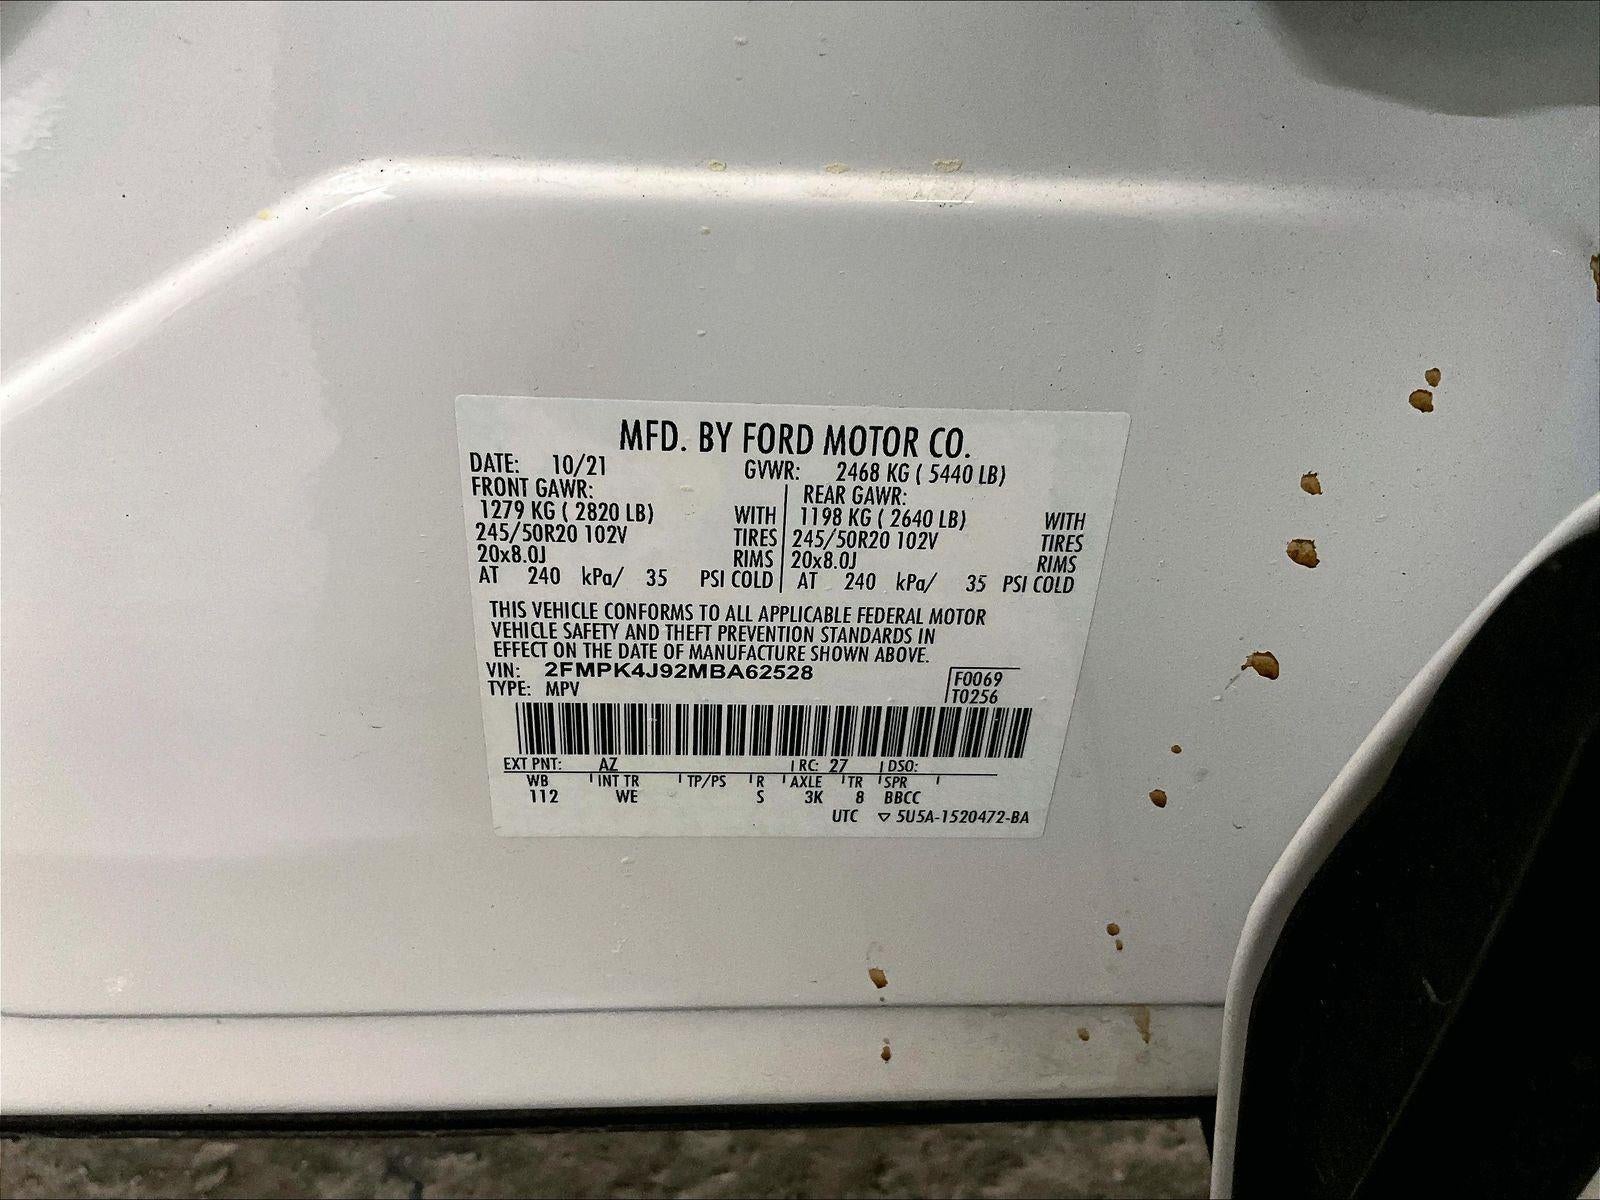 MFD. BY FORD MOTOR CO.
DATE: 10/21 GVWR: 2468 KG ( 5440 LB)
FRONT GAWR: REAR GAWR:
1279 KG ( 2820 LB) WITH 1198 KG ( 2640 LB) WITH
245/50R20 102V TIRES 245/50R20 102V TIRES
20x8.0J RIMS 20x8.0J RIMS
AT 240 kPa/ 35 PSI COLD AT 240 kPa/ 35 PSI COLD
THIS VEHICLE CONFORMS TO ALL APPLICABLE FEDERAL MOTOR
VEHICLE SAFETY AND THEFT PREVENTION STANDARDS IN
EFFECT ON THE DATE OF MANUFACTURE SHOWN ABOVE.
VIN: 2FMPK4J92MBA62528
TYPE: MPV
F0069
T0256
EXT PNT: AZ RC: 27 DSO:
WB INT TR TP/PS R AXLE TR SPR
112 WE S 3K 8 BBCC
UTC ▽ 5U5A-1520472-BA